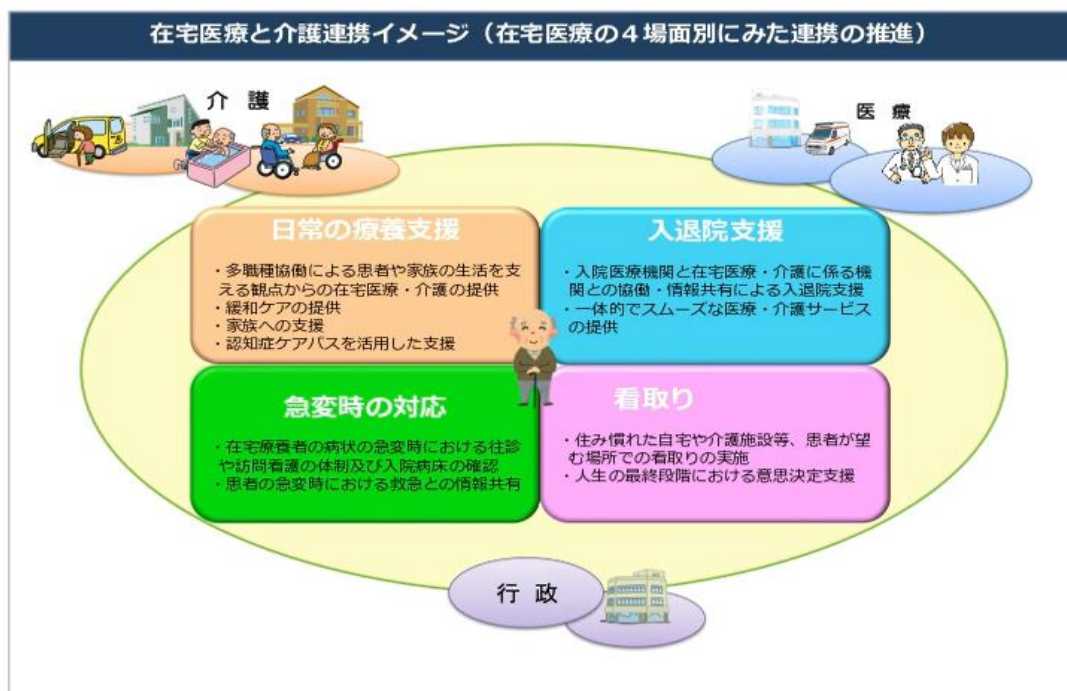 在宅医療と介護連携イメージ（在宅医療の４場面別にみた連携の推進）
介 護
医 療
日常の療養支援
・多職種協働による患者や家族の生活を支
える観点からの在宅医療・介護の提供
・緩和ケアの提供
・家族への支援
・認知症ケアパスを活用した支援
入退院支援
・入院医療機関と在宅医療・介護に係る機
関との協働・情報共有による入退院支援
・一体的でスムーズな医療・介護サービス
の提供
急変時の対応
・在宅療養者の病状の急変時における往診
や訪問看護の体制及び入院病床の確認
・患者の急変時における救急との情報共有
看取り
・住み慣れた自宅や介護施設等、患者が望
む場所での看取りの実施
・人生の最終段階における意思決定支援
行 政